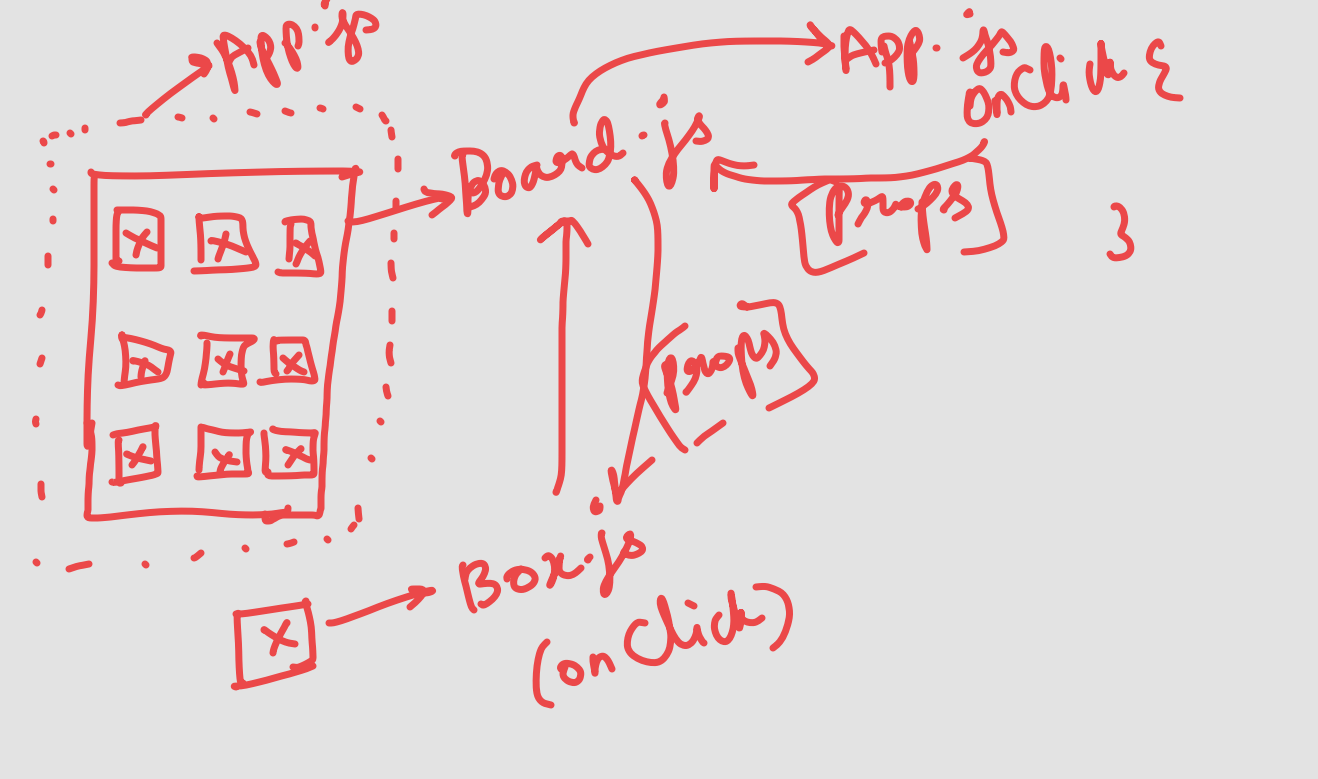 App.js
App.js
onClick {
Board.js
props
}
X X X
X X X
props
X X X
Box.js
X
(onClick)